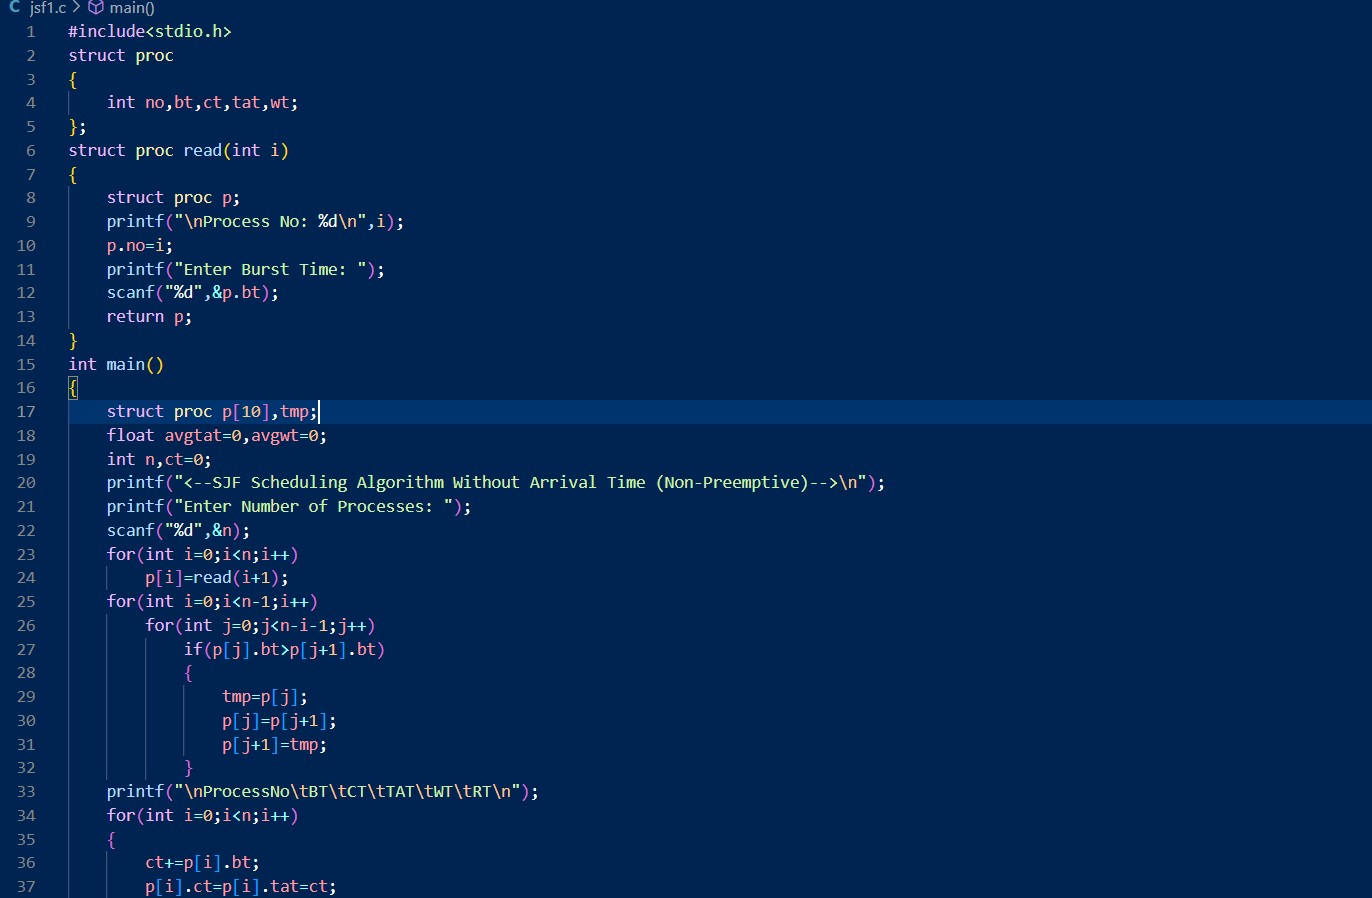 C jsf1.c > main()
1 #include<stdio.h>
2 struct proc
3 {
4     int no,bt,ct,tat,wt;
5 };
6 struct proc read(int i)
7 {
8     struct proc p;
9     printf("\nProcess No: %d\n",i);
10     p.no=i;
11     printf("Enter Burst Time: ");
12     scanf("%d",&p.bt);
13     return p;
14 }
15 int main()
16 {
17     struct proc p[10],tmp;
18     float avgtat=0,avgwt=0;
19     int n,ct=0;
20     printf("<--SJF Scheduling Algorithm Without Arrival Time (Non-Preemptive)-->\n");
21     printf("Enter Number of Processes: ");
22     scanf("%d",&n);
23     for(int i=0;i<n;i++)
24         p[i]=read(i+1);
25     for(int i=0;i<n-1;i++)
26         for(int j=0;j<n-i-1;j++)
27             if(p[j].bt>p[j+1].bt)
28             {
29                 tmp=p[j];
30                 p[j]=p[j+1];
31                 p[j+1]=tmp;
32             }
33     printf("\nProcessNo\tBT\tCT\tTAT\tWT\tRT\n");
34     for(int i=0;i<n;i++)
35     {
36         ct+=p[i].bt;
37         p[i].ct=p[i].tat=ct;